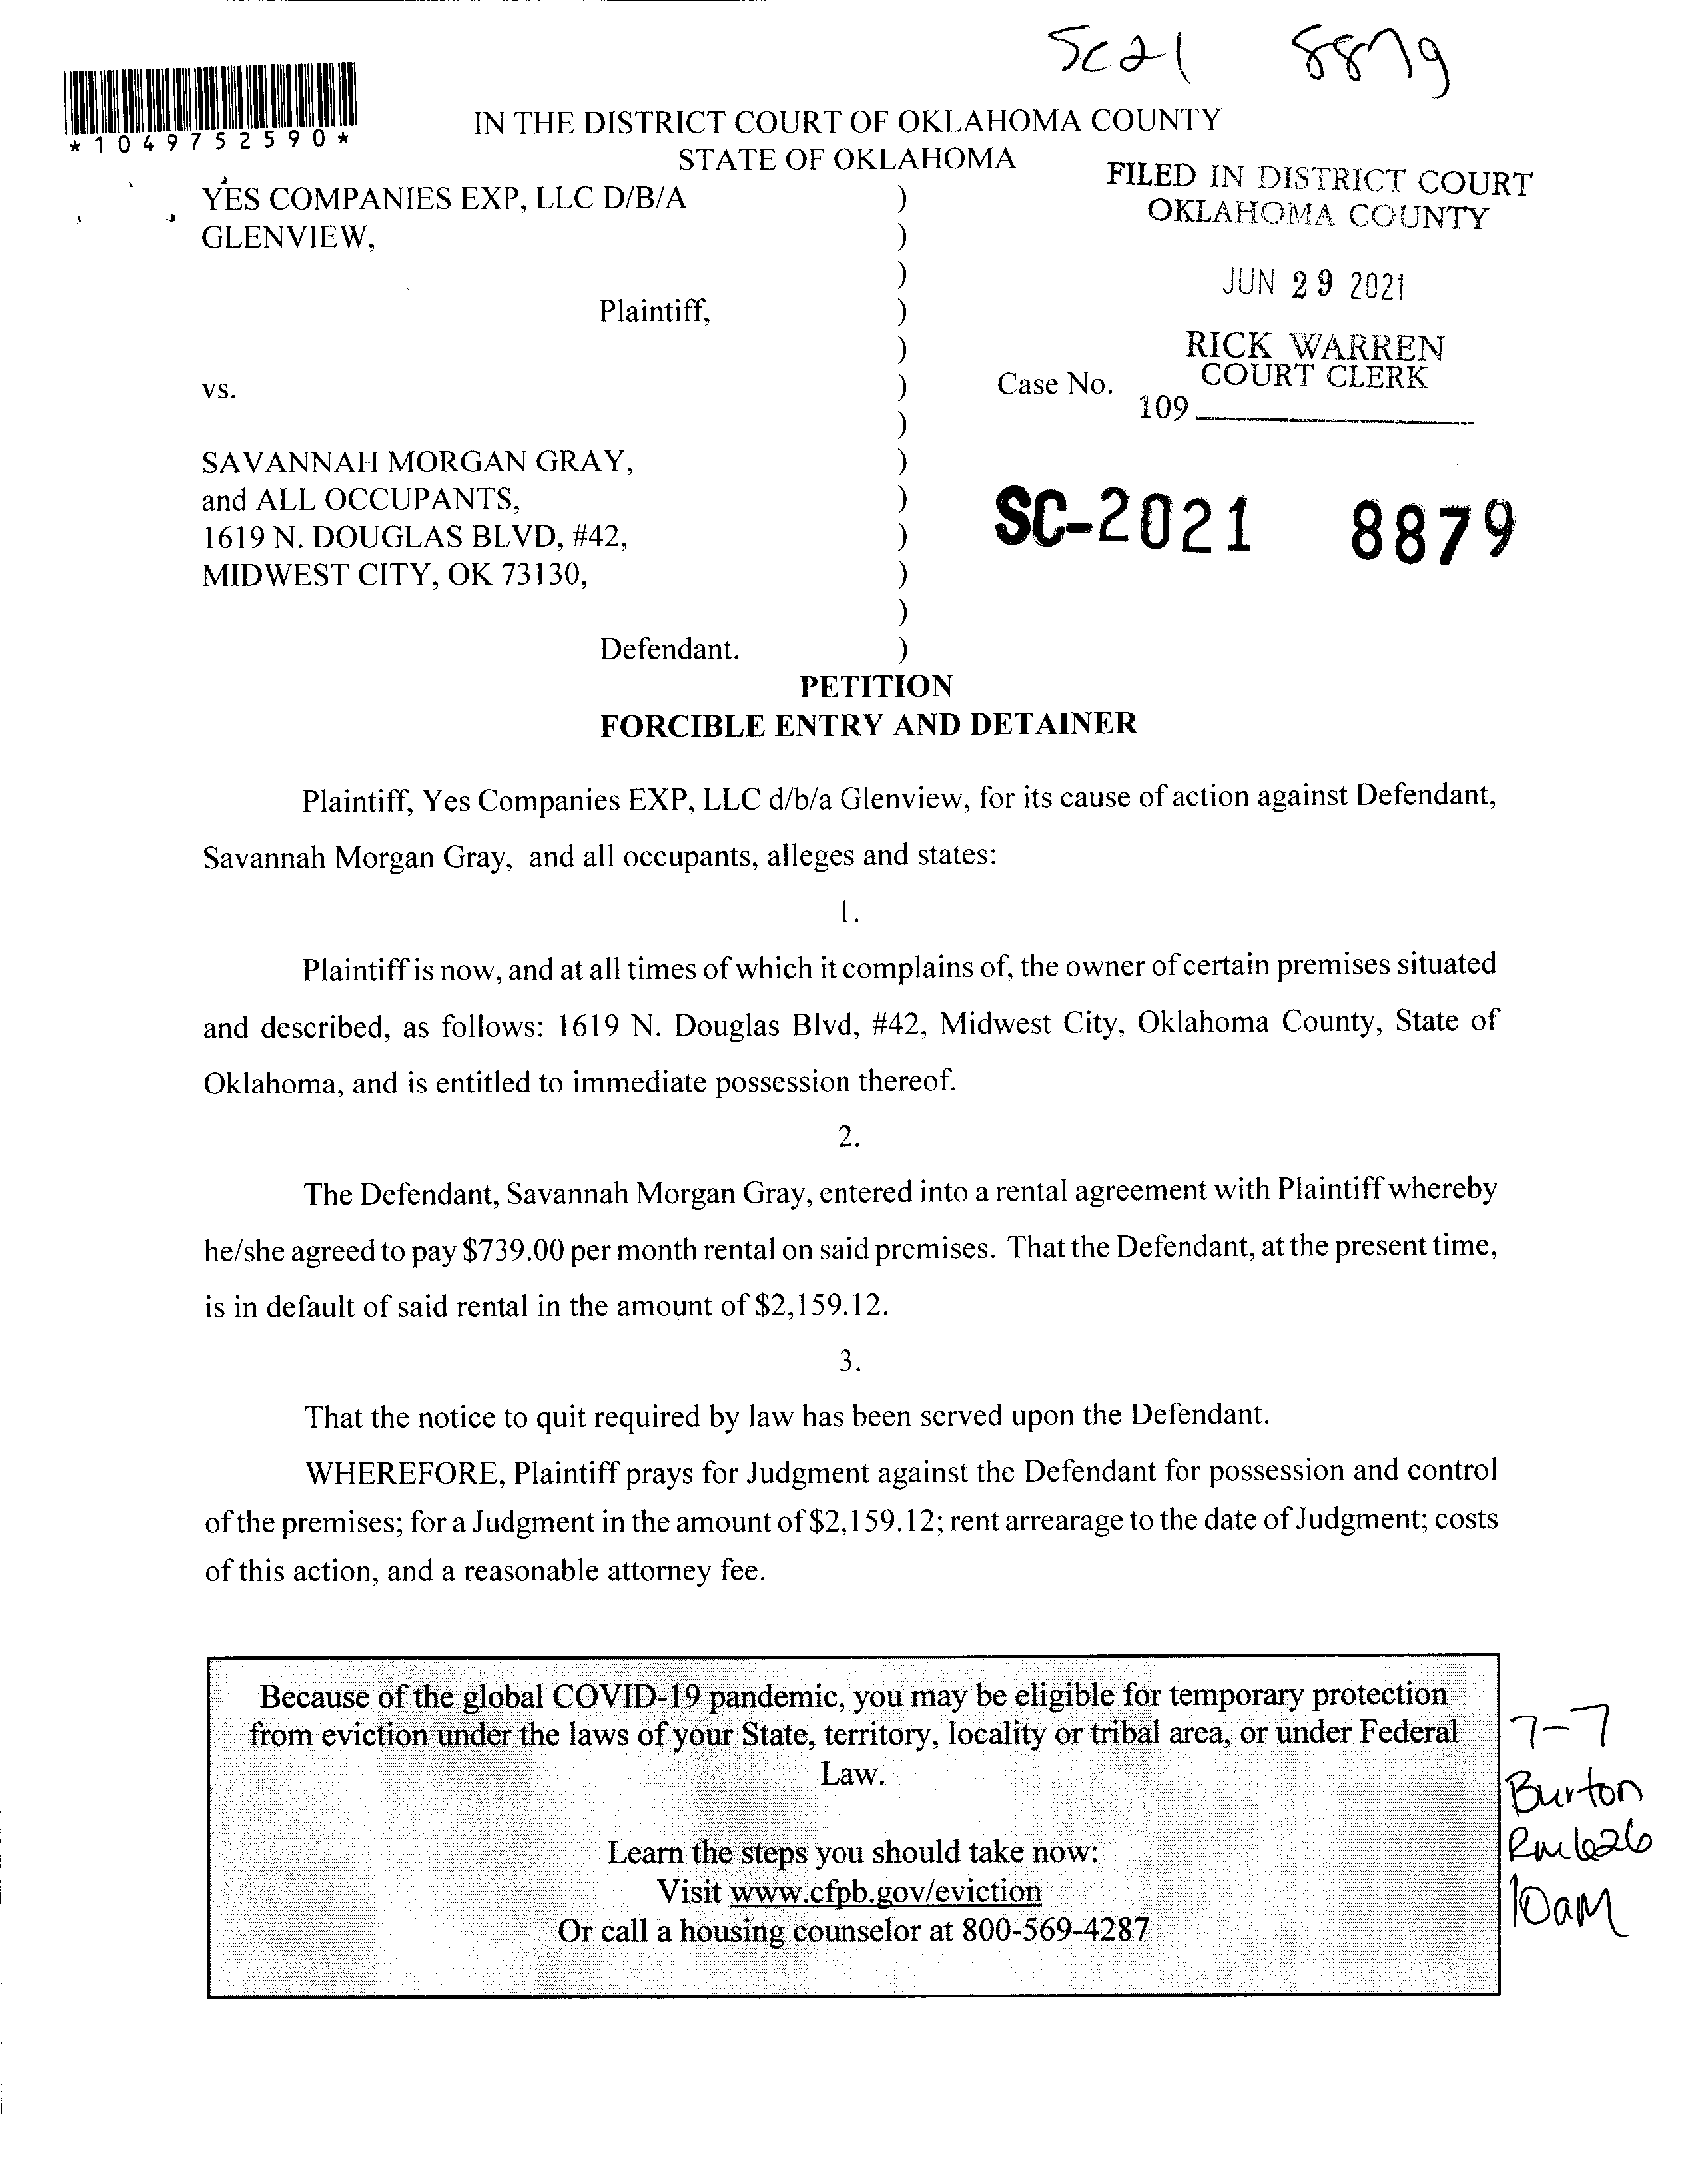 SC21 8879
*1049752590*
IN THE DISTRICT COURT OF OKLAHOMA COUNTY
STATE OF OKLAHOMA
FILED IN DISTRICT COURT
OKLAHOMA COUNTY
JUN 29 2021
RICK WARREN
COURT CLERK
109
YES COMPANIES EXP, LLC D/B/A )
GLENVIEW, )
)
Plaintiff, )
)
vs. ) Case No.
)
SAVANNAH MORGAN GRAY, )
and ALL OCCUPANTS, )
1619 N. DOUGLAS BLVD, #42, ) SC-2021 8879
MIDWEST CITY, OK 73130, )
)
Defendant. )
PETITION
FORCIBLE ENTRY AND DETAINER
Plaintiff, Yes Companies EXP, LLC d/b/a Glenview, for its cause of action against Defendant,
Savannah Morgan Gray, and all occupants, alleges and states:
1.
Plaintiff is now, and at all times of which it complains of, the owner of certain premises situated
and described, as follows: 1619 N. Douglas Blvd, #42, Midwest City, Oklahoma County, State of
Oklahoma, and is entitled to immediate possession thereof.
2.
The Defendant, Savannah Morgan Gray, entered into a rental agreement with Plaintiff whereby
he/she agreed to pay $739.00 per month rental on said premises. That the Defendant, at the present time,
is in default of said rental in the amount of $2,159.12.
3.
That the notice to quit required by law has been served upon the Defendant.
WHEREFORE, Plaintiff prays for Judgment against the Defendant for possession and control
of the premises; for a Judgment in the amount of $2,159.12; rent arrearage to the date of Judgment; costs
of this action, and a reasonable attorney fee.
Because of the global COVID-19 pandemic, you may be eligible for temporary protection
from eviction under the laws of your State, territory, locality or tribal area, or under Federal
Law.
Learn the steps you should take now:
Visit www.cfpb.gov/eviction
Or call a housing counselor at 800-569-4287
7-7
Burton
Rm 626
10am